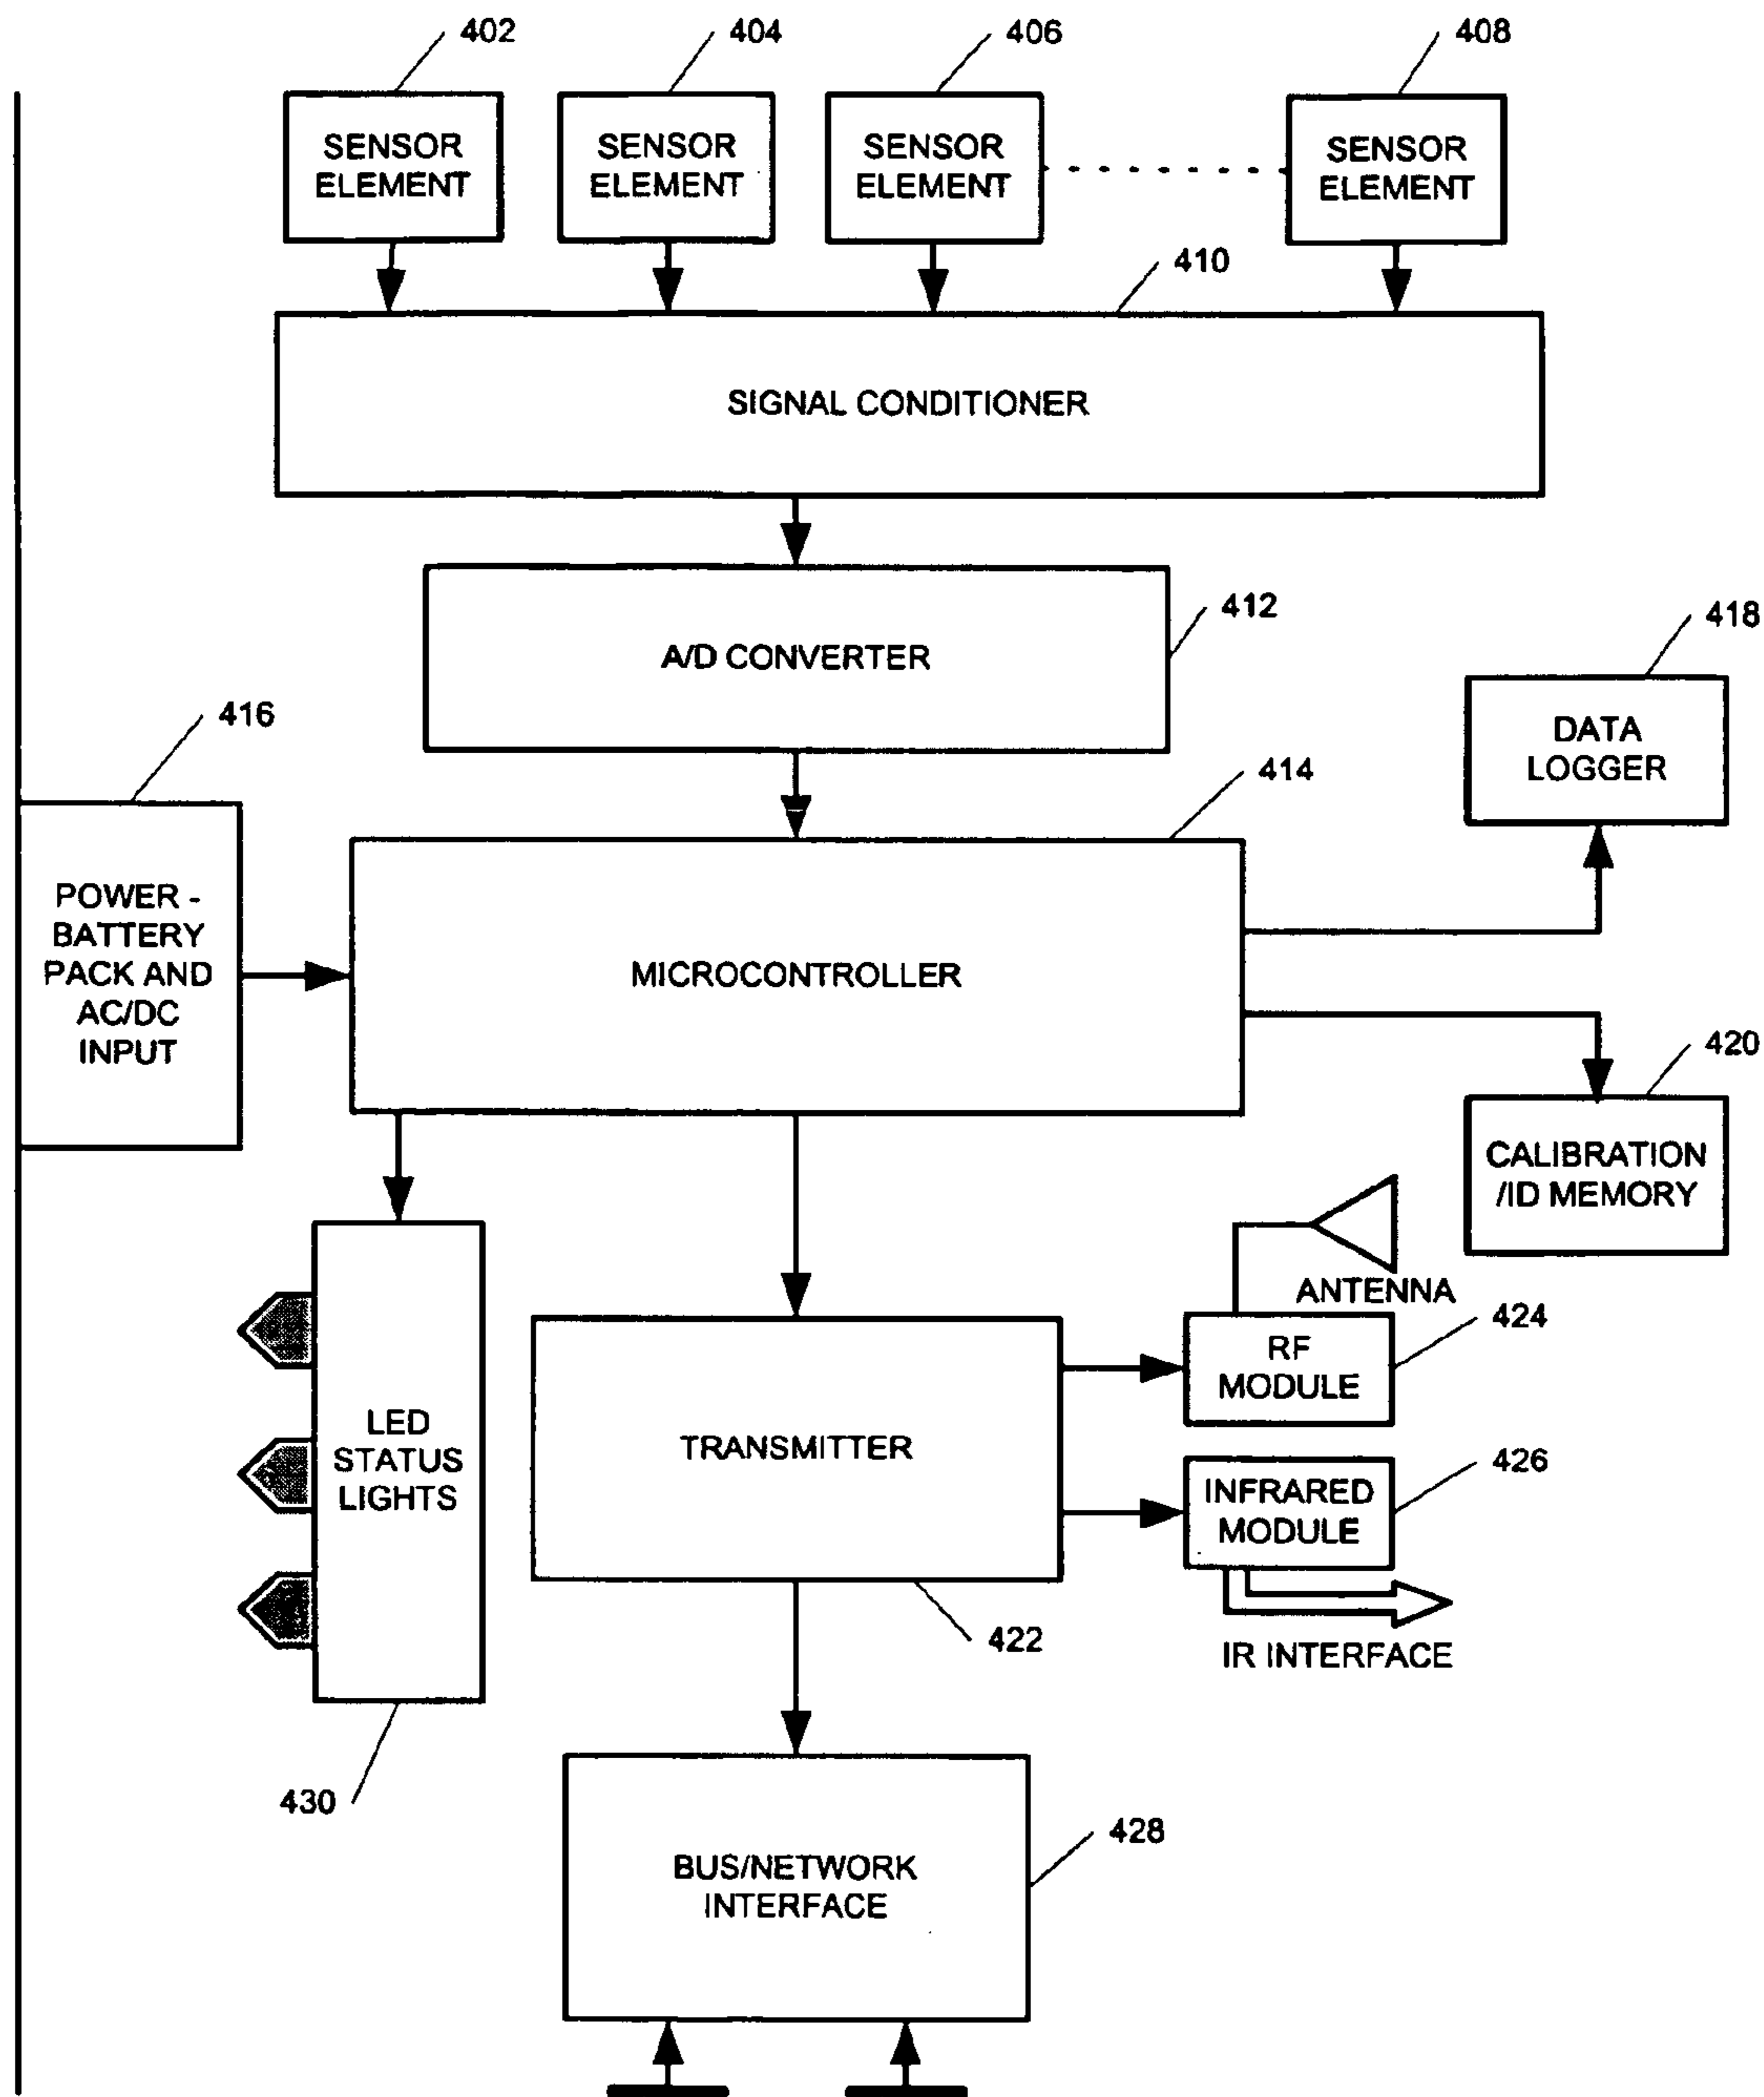 402
404
406
408
SENSOR
ELEMENT
SENSOR
ELEMENT
SENSOR
ELEMENT
SENSOR
ELEMENT
410
SIGNAL CONDITIONER
412
A/D CONVERTER
418
DATA
LOGGER
416
POWER -
BATTERY
PACK AND
AC/DC
INPUT
414
MICROCONTROLLER
420
CALIBRATION
/ID MEMORY
ANTENNA
424
RF
MODULE
LED
STATUS
LIGHTS
TRANSMITTER
426
INFRARED
MODULE
422
IR INTERFACE
430
428
BUS/NETWORK
INTERFACE